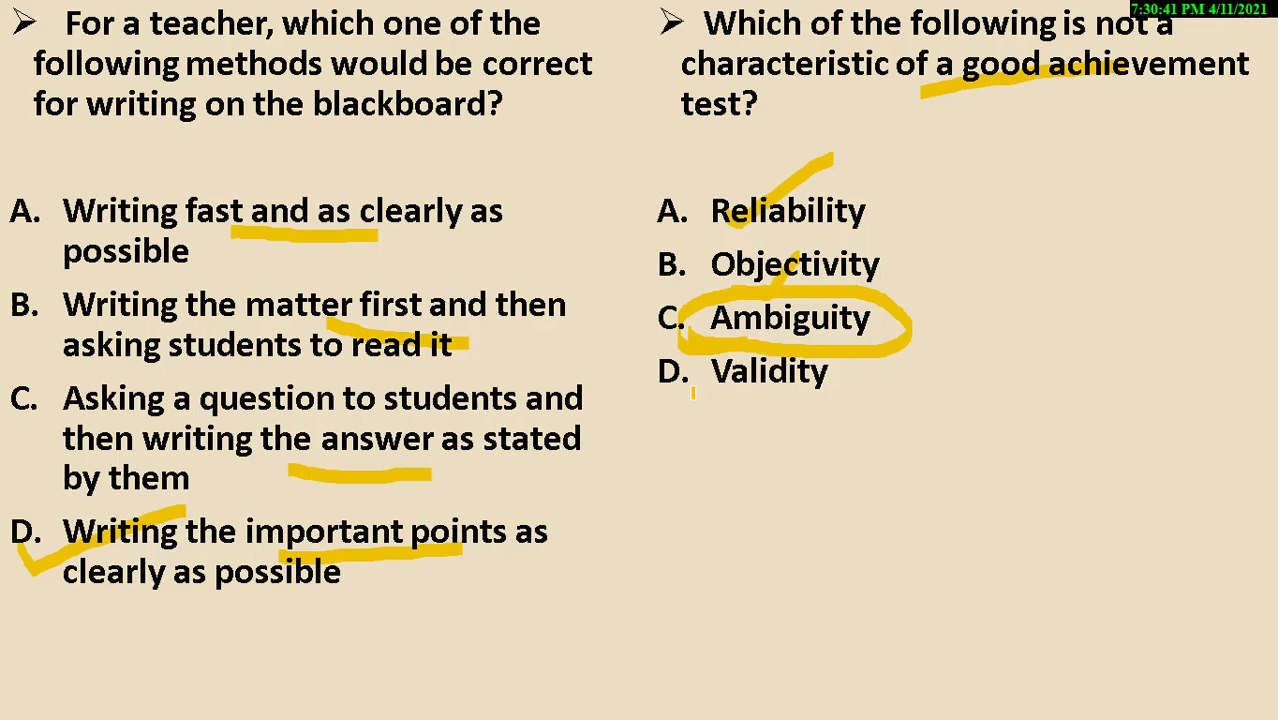 7:30:41 PM 4/11/2021
➢ For a teacher, which one of the
following methods would be correct
for writing on the blackboard?
A. Writing fast and as clearly as
possible
B. Writing the matter first and then
asking students to read it
C. Asking a question to students and
then writing the answer as stated
by them
D. Writing the important points as
clearly as possible
➢ Which of the following is not a
characteristic of a good achievement
test?
A. Reliability
B. Objectivity
C. Ambiguity
D. Validity